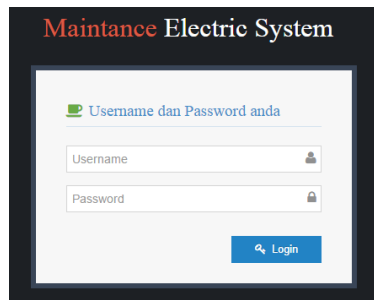 Maintance Electric System
Username dan Password anda
Username
Password
Login